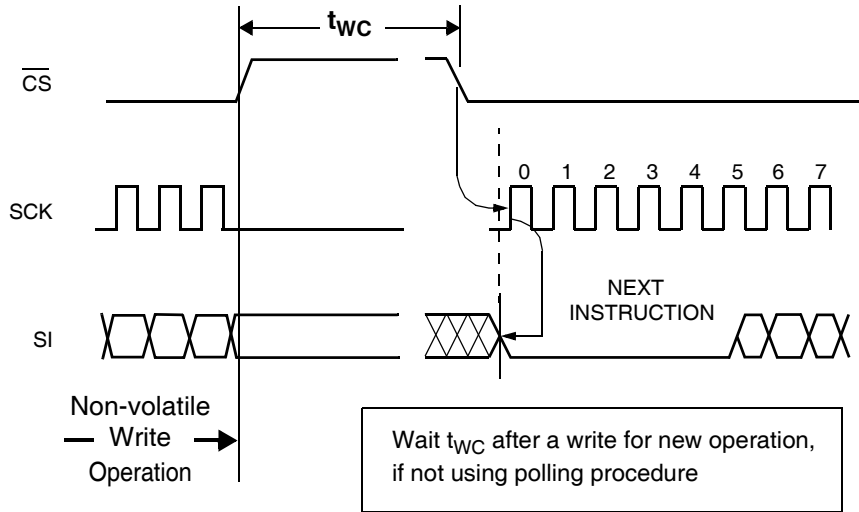 tWC
CS
0 1 2 3 4 5 6 7
SCK
NEXT
INSTRUCTION
SI
Non-volatile
Write
Operation
Wait tWC after a write for new operation,
if not using polling procedure